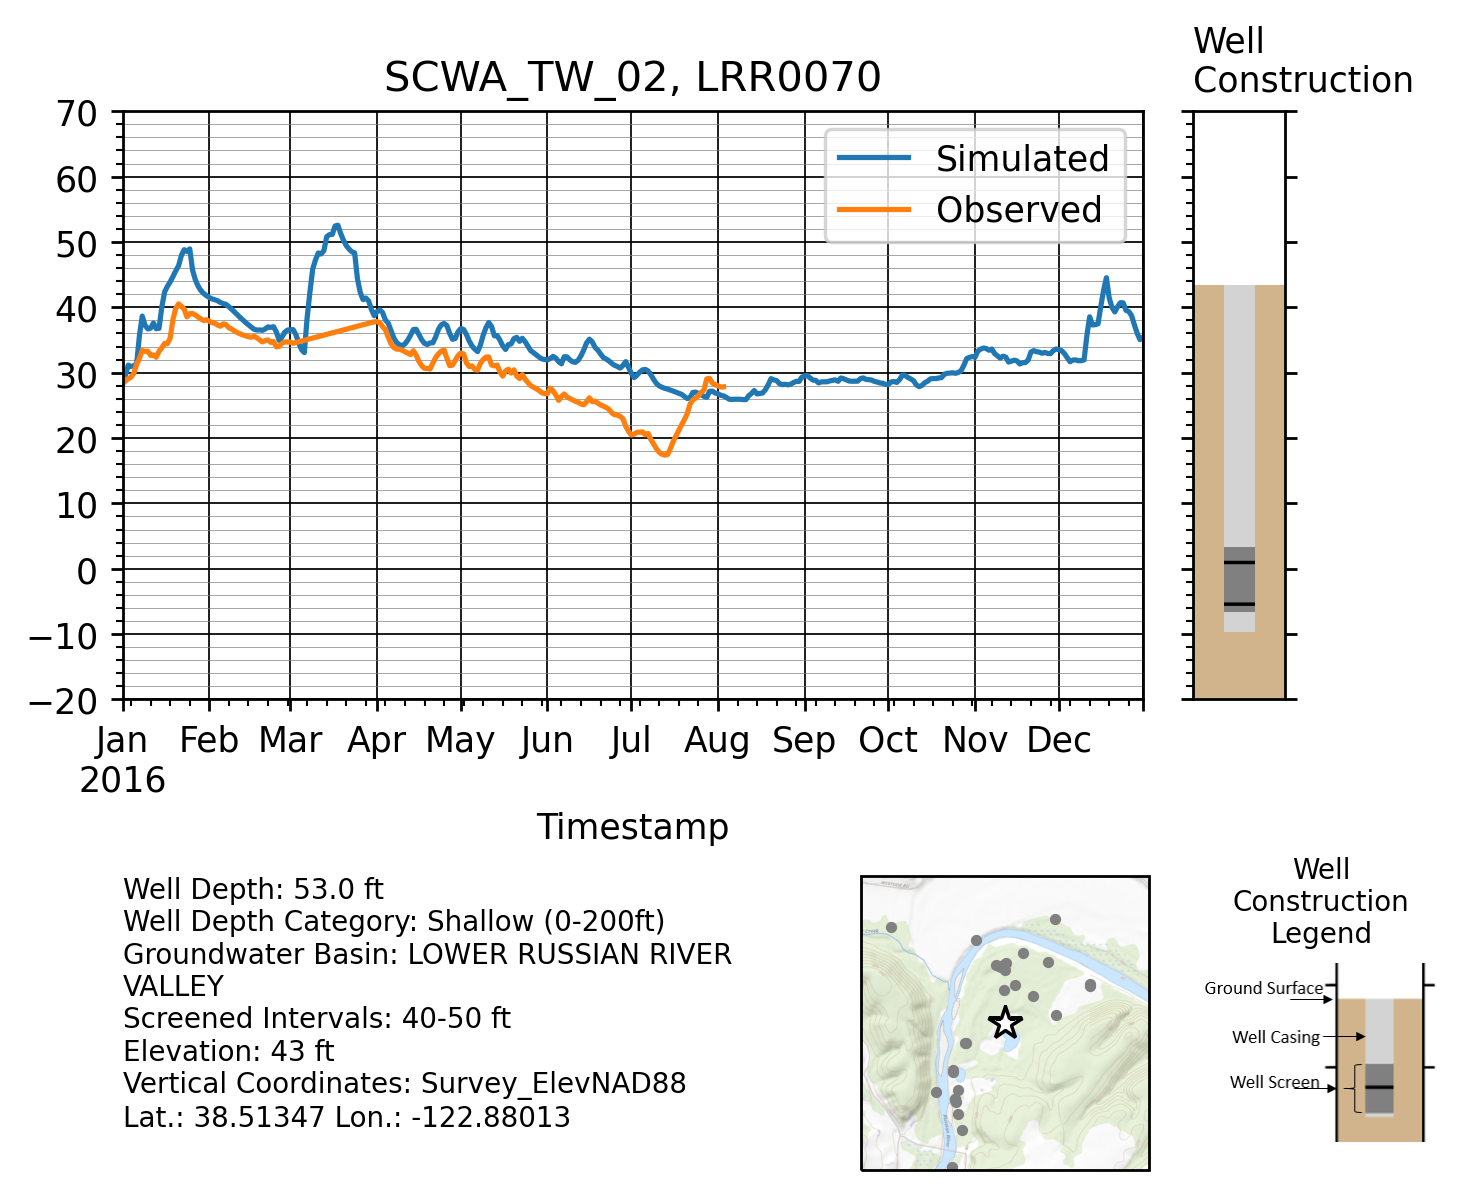 Well
Construction
SCWA_TW_02, LRR0070
70
60
50
40
30
20
10
0
−10
−20
Simulated
Observed
Jan Feb Mar Apr May Jun Jul Aug Sep Oct Nov Dec
2016
Timestamp
Well Depth: 53.0 ft
Well Depth Category: Shallow (0-200ft)
Groundwater Basin: LOWER RUSSIAN RIVER
VALLEY
Screened Intervals: 40-50 ft
Elevation: 43 ft
Vertical Coordinates: Survey_ElevNAD88
Lat.: 38.51347 Lon.: -122.88013
Well
Construction
Legend
Ground Surface
Well Casing
Well Screen